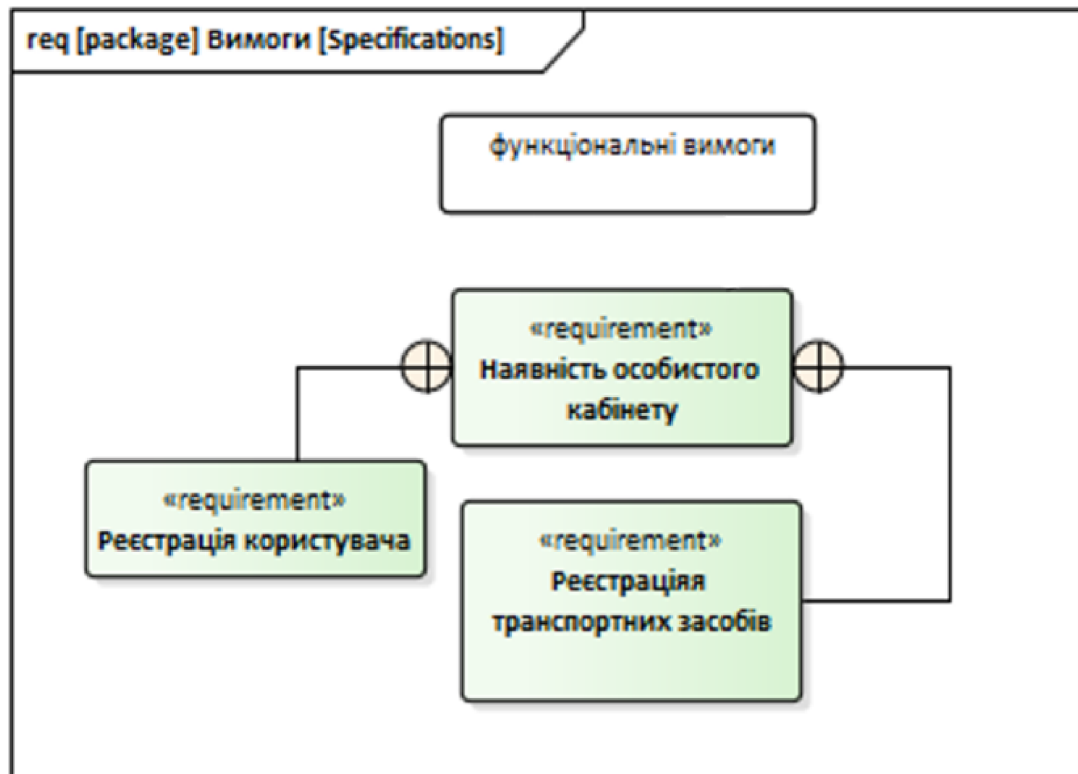 req [package] Вимоги [Specifications]
функціональні вимоги
«requirement»
Наявність особистого
кабінету
«requirement»
Реєстрація користувача
«requirement»
Реєстраціяя
транспортних засобів